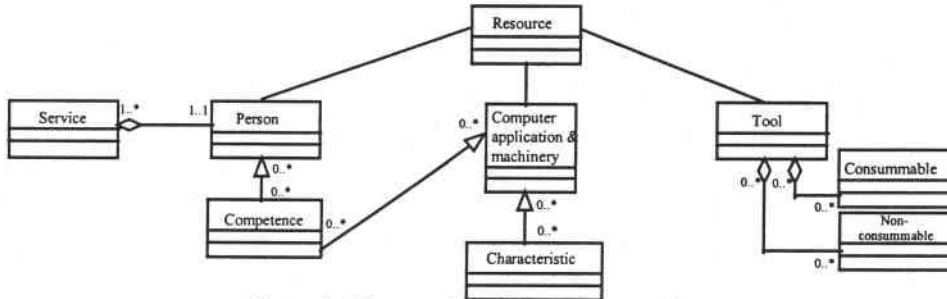 Resource
Service
1..*
1..1
Person
0..*
Computer
application &
machinery
Tool
0..*
0..*
0..*
0..*
Consummable
0..*
Competence
0..*
0..*
Non-
consummable
0..*
0..*
Characteristic